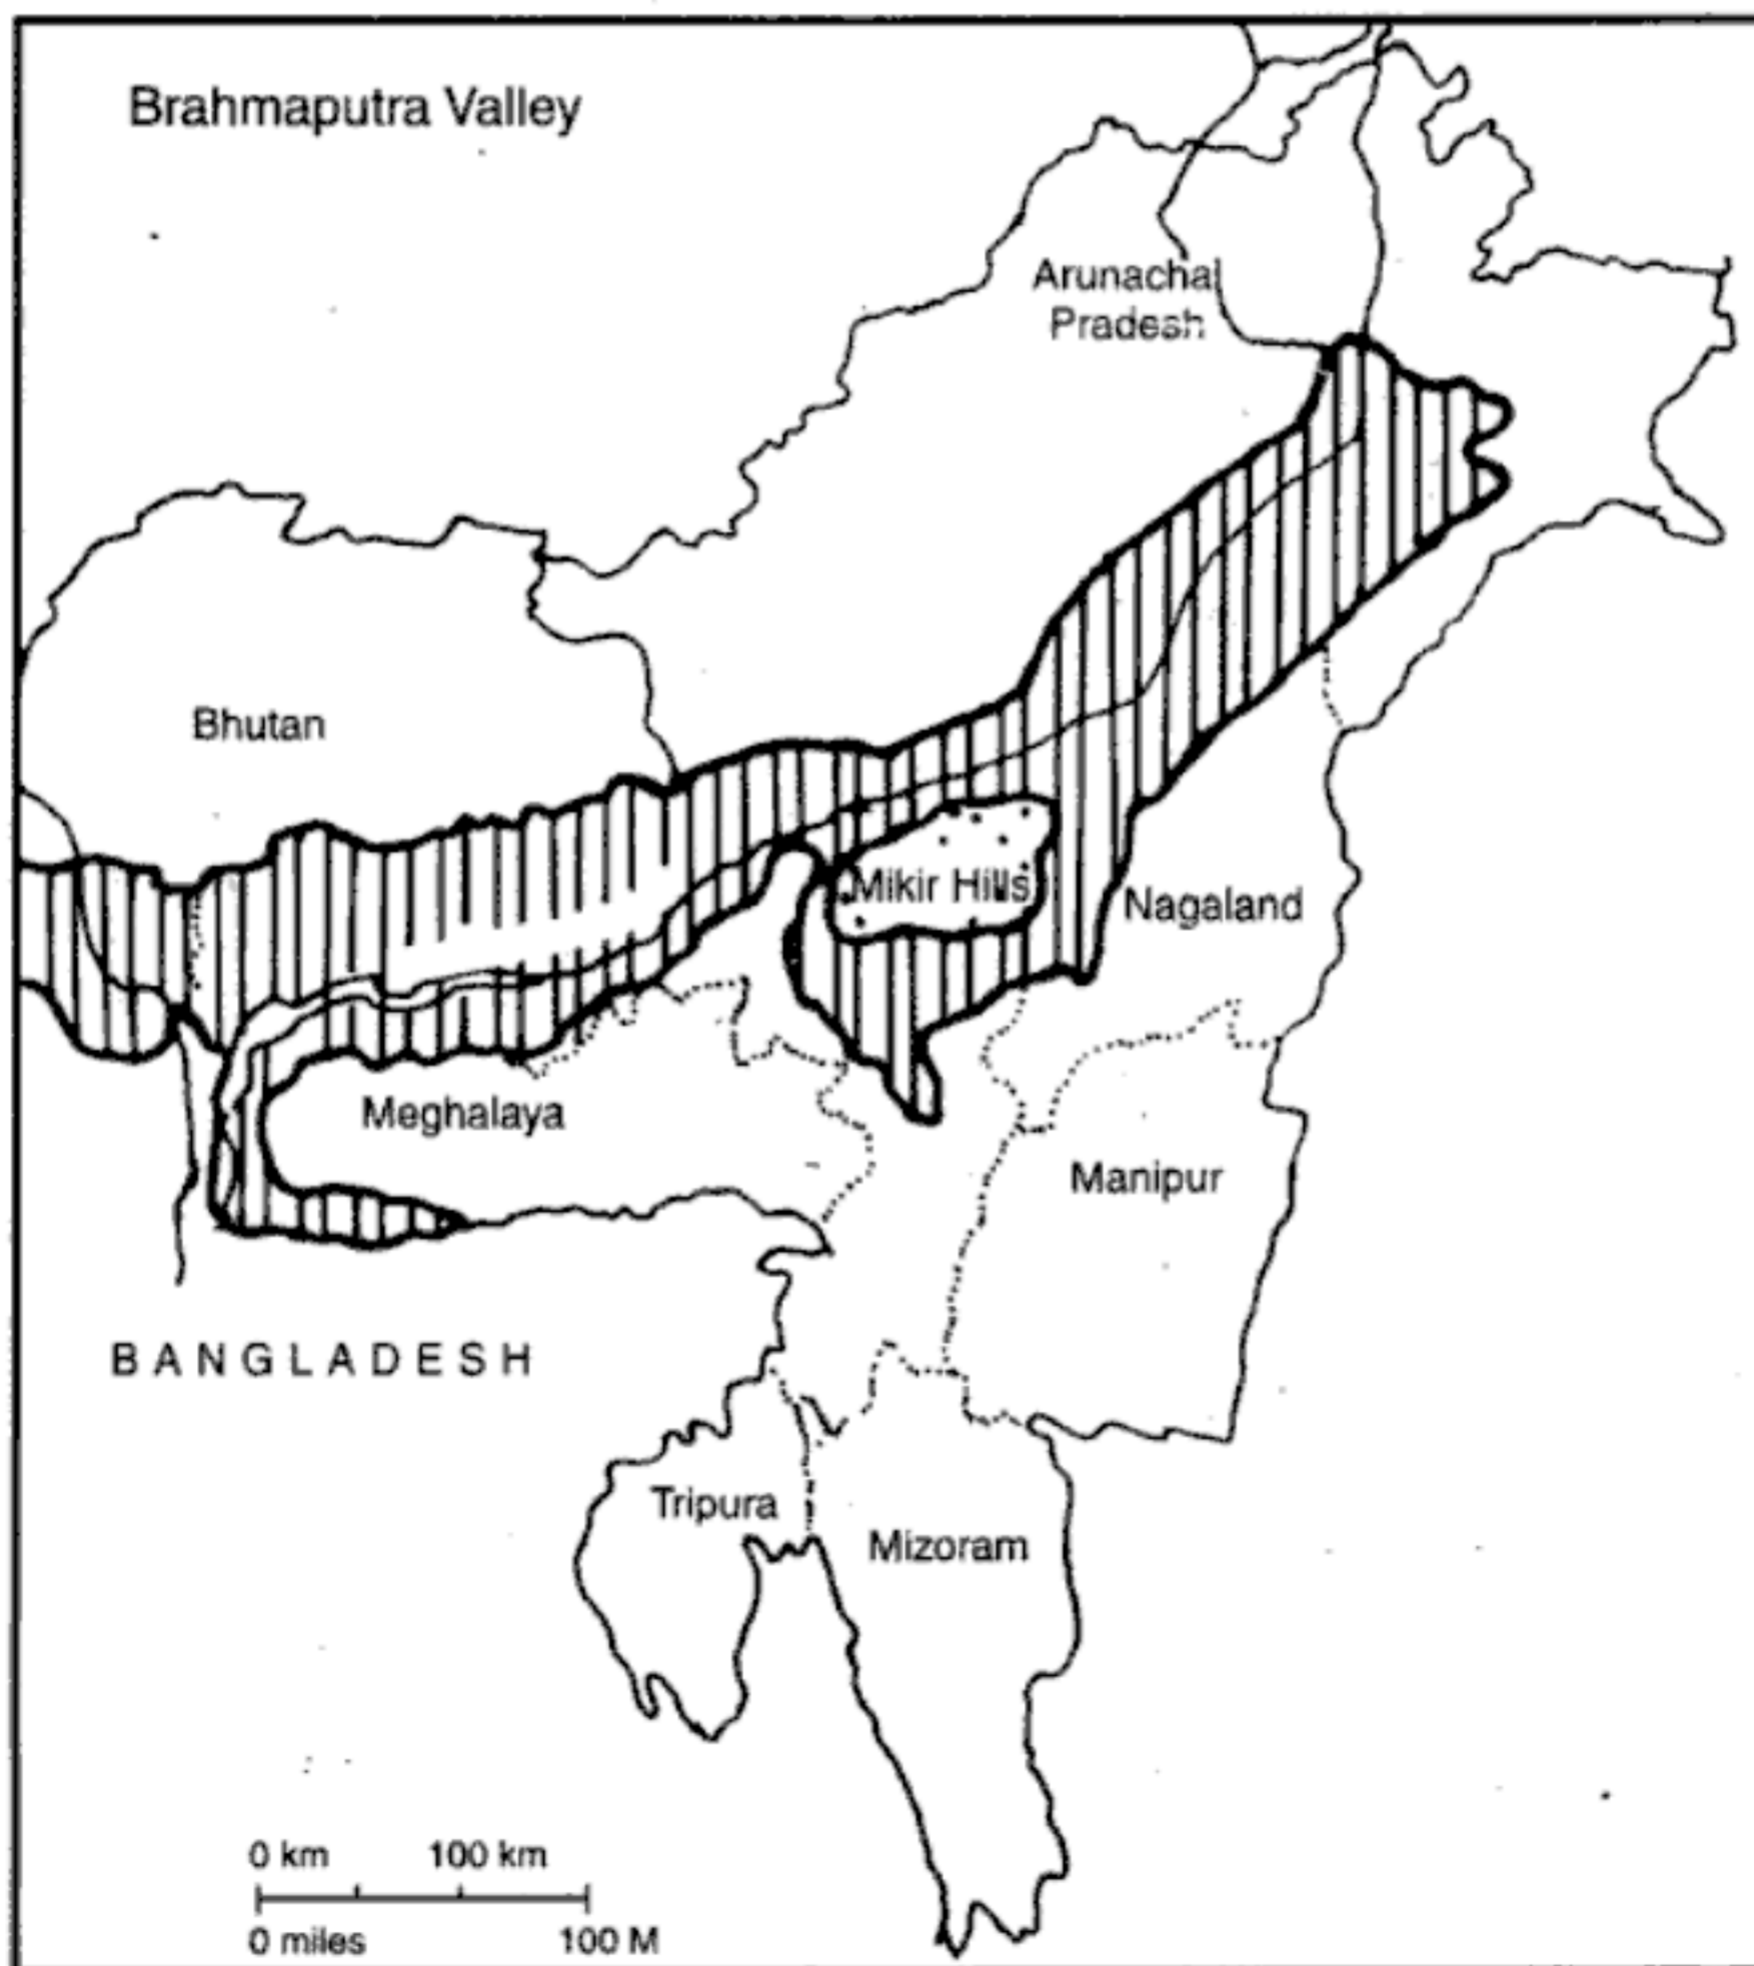 Brahmaputra Valley
Arunachal
Pradesh
Bhutan
Mikir Hills
Nagaland
Meghalaya
Manipur
BANGLADESH
Tripura
Mizoram
0 km 100 km
0 miles 100 M